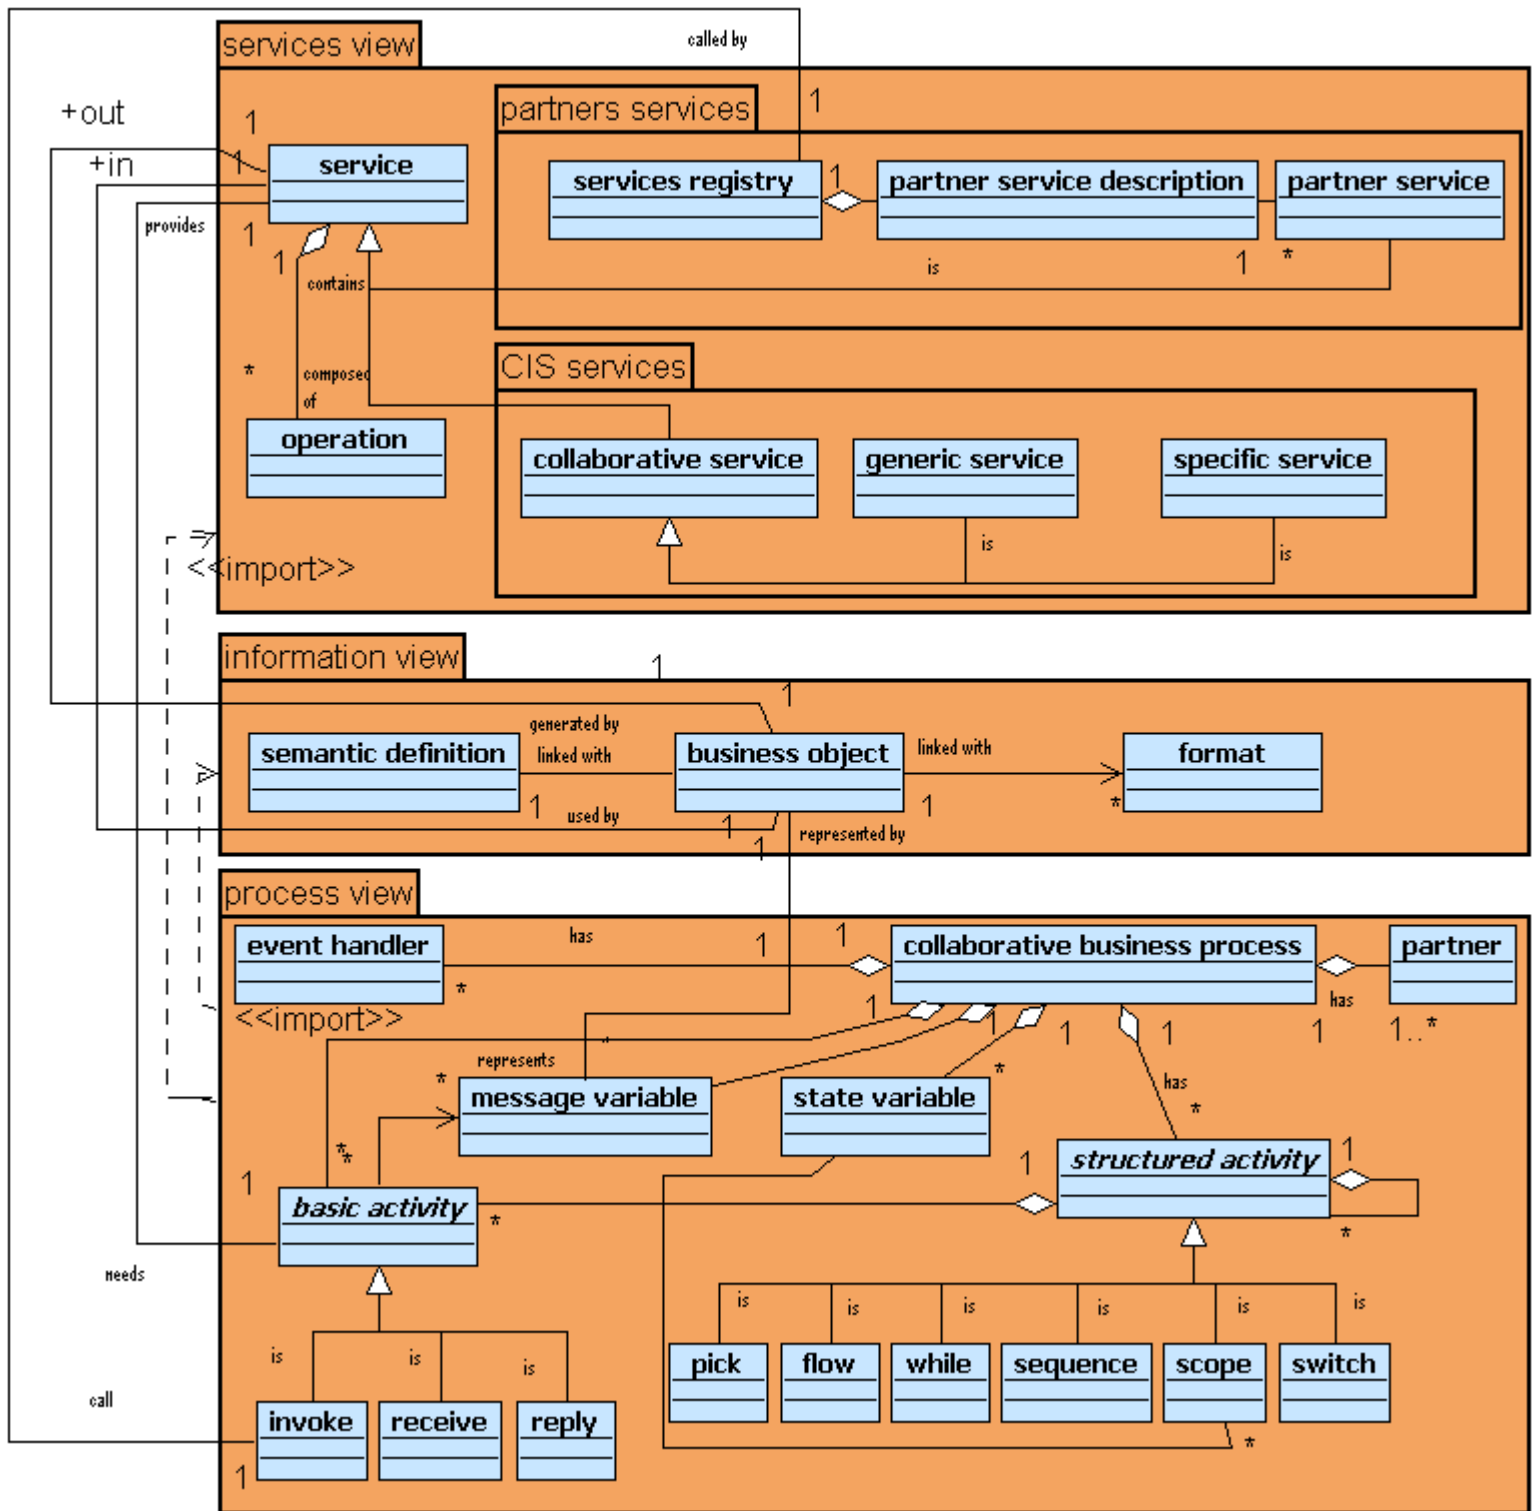 called by
services view
1
partners services
+out
1
+in
1
service
services registry
1
partner service description
partner service
provides
1
1
is
1
*
contains
CIS services
*
composed
of
operation
collaborative service
generic service
specific service
is
is
<<import>>
information view
1
1
generated by
linked with
semantic definition
business object
linked with
format
1
used by
1
1
represented by
1
*
process view
event handler
has
1
1
collaborative business process
partner
*
<<import>>
1
1
1
1
1
has
1..*
represents
*
message variable
state variable
*
has
*
*
*
1
basic activity
*
1
structured activity
1
*
needs
is
is
is
is
is
is
pick
flow
while
sequence
scope
switch
is
is
is
call
invoke
receive
reply
*
1